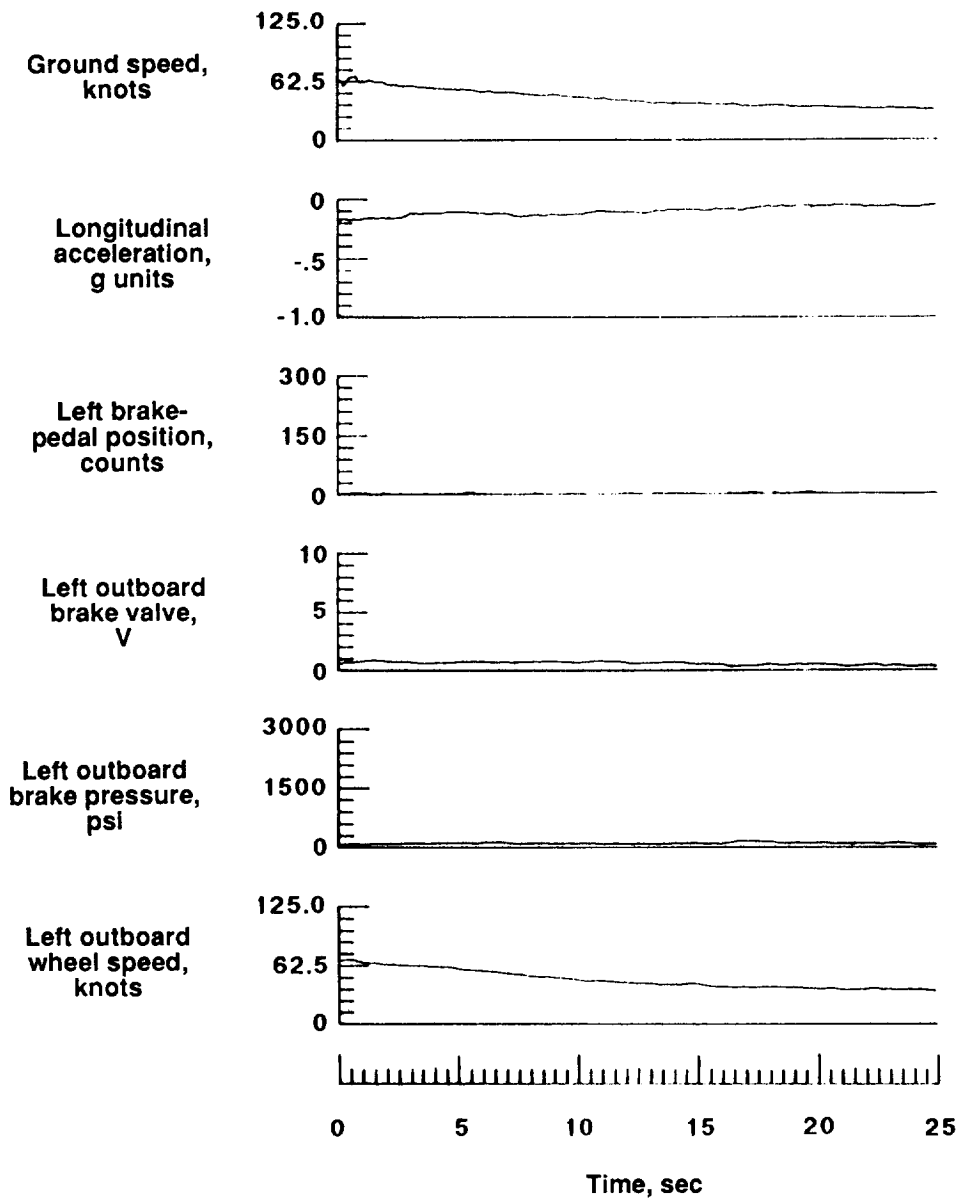 Ground speed,
knots
125.0
62.5
0
Longitudinal
acceleration,
g units
0
-.5
-1.0
Left brake-
pedal position,
counts
300
150
0
Left outboard
brake valve,
V
10
5
0
Left outboard
brake pressure,
psi
3000
1500
0
Left outboard
wheel speed,
knots
125.0
62.5
0
0 5 10 15 20 25
Time, sec